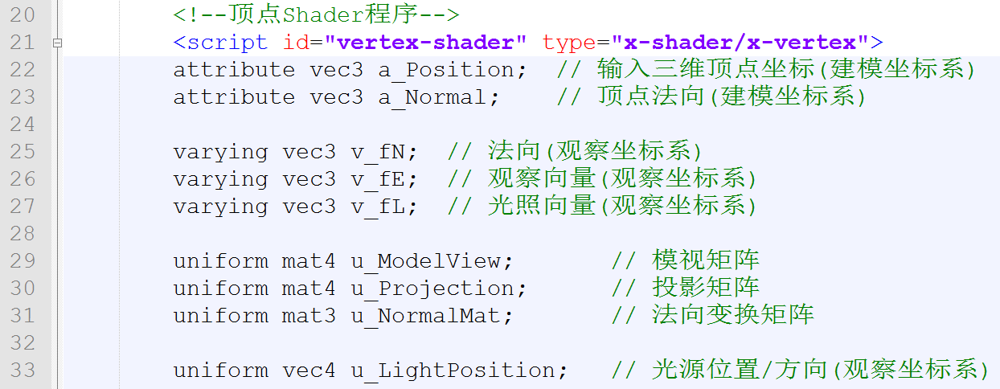 20 <!--顶点Shader程序-->
21 <script id="vertex-shader" type="x-shader/x-vertex">
22 attribute vec3 a_Position;  // 输入三维顶点坐标(建模坐标系)
23 attribute vec3 a_Normal;    // 顶点法向(建模坐标系)
24
25 varying vec3 v_fN;  // 法向(观察坐标系)
26 varying vec3 v_fE;  // 观察向量(观察坐标系)
27 varying vec3 v_fL;  // 光照向量(观察坐标系)
28
29 uniform mat4 u_ModelView;       // 模视矩阵
30 uniform mat4 u_Projection;      // 投影矩阵
31 uniform mat3 u_NormalMat;       // 法向变换矩阵
32
33 uniform vec4 u_LightPosition;   // 光源位置/方向(观察坐标系)